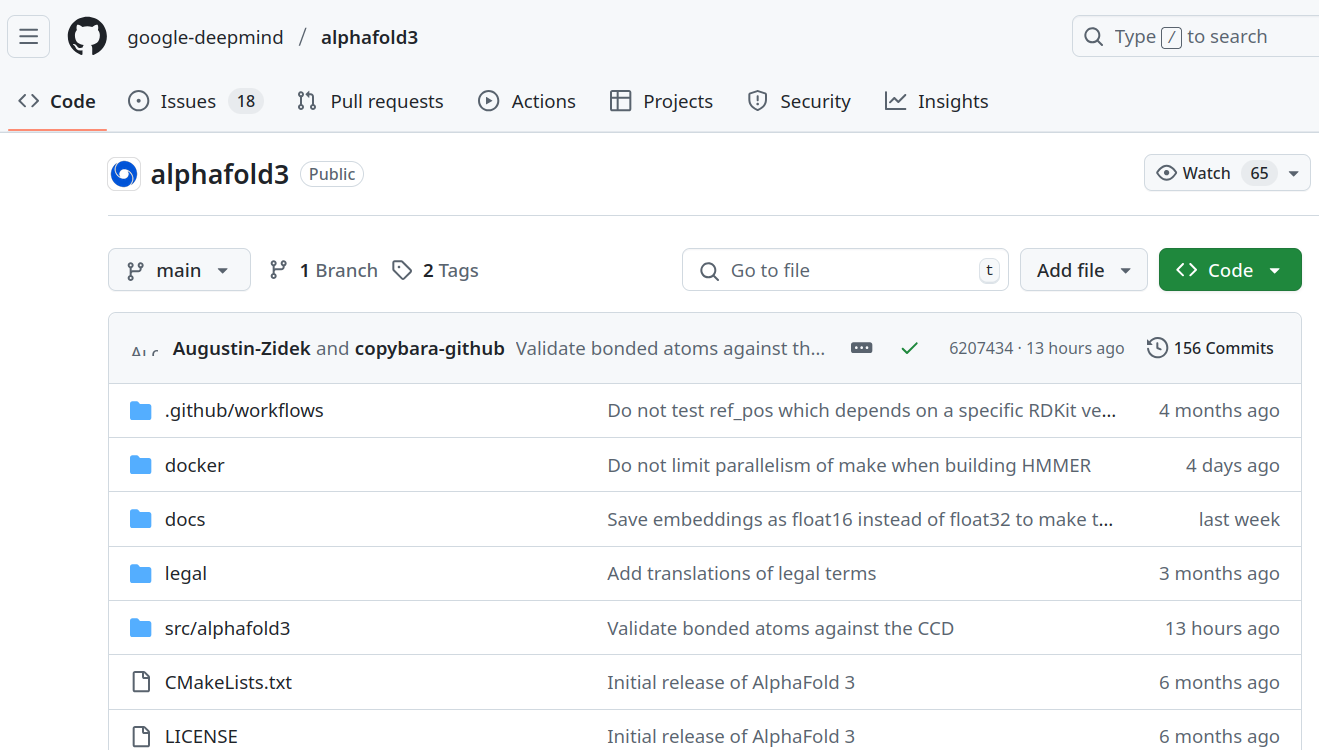 google-deepmind / alphafold3
Type / to search
Code Issues 18 Pull requests Actions Projects Security Insights
alphafold3 Public
Watch 65
main 1 Branch 2 Tags
Go to file t
Add file
Code
Augustin-Zidek and copybara-github Validate bonded atoms against th... 6207434 · 13 hours ago 156 Commits
.github/workflows Do not test ref_pos which depends on a specific RDKit ve... 4 months ago
docker Do not limit parallelism of make when building HMMER 4 days ago
docs Save embeddings as float16 instead of float32 to make t... last week
legal Add translations of legal terms 3 months ago
src/alphafold3 Validate bonded atoms against the CCD 13 hours ago
CMakeLists.txt Initial release of AlphaFold 3 6 months ago
LICENSE Initial release of AlphaFold 3 6 months ago